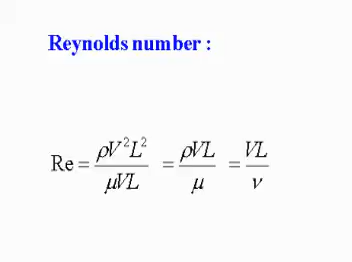 Reynolds number :
Re = ρV²L² / μVL = ρVL / μ = VL / ν